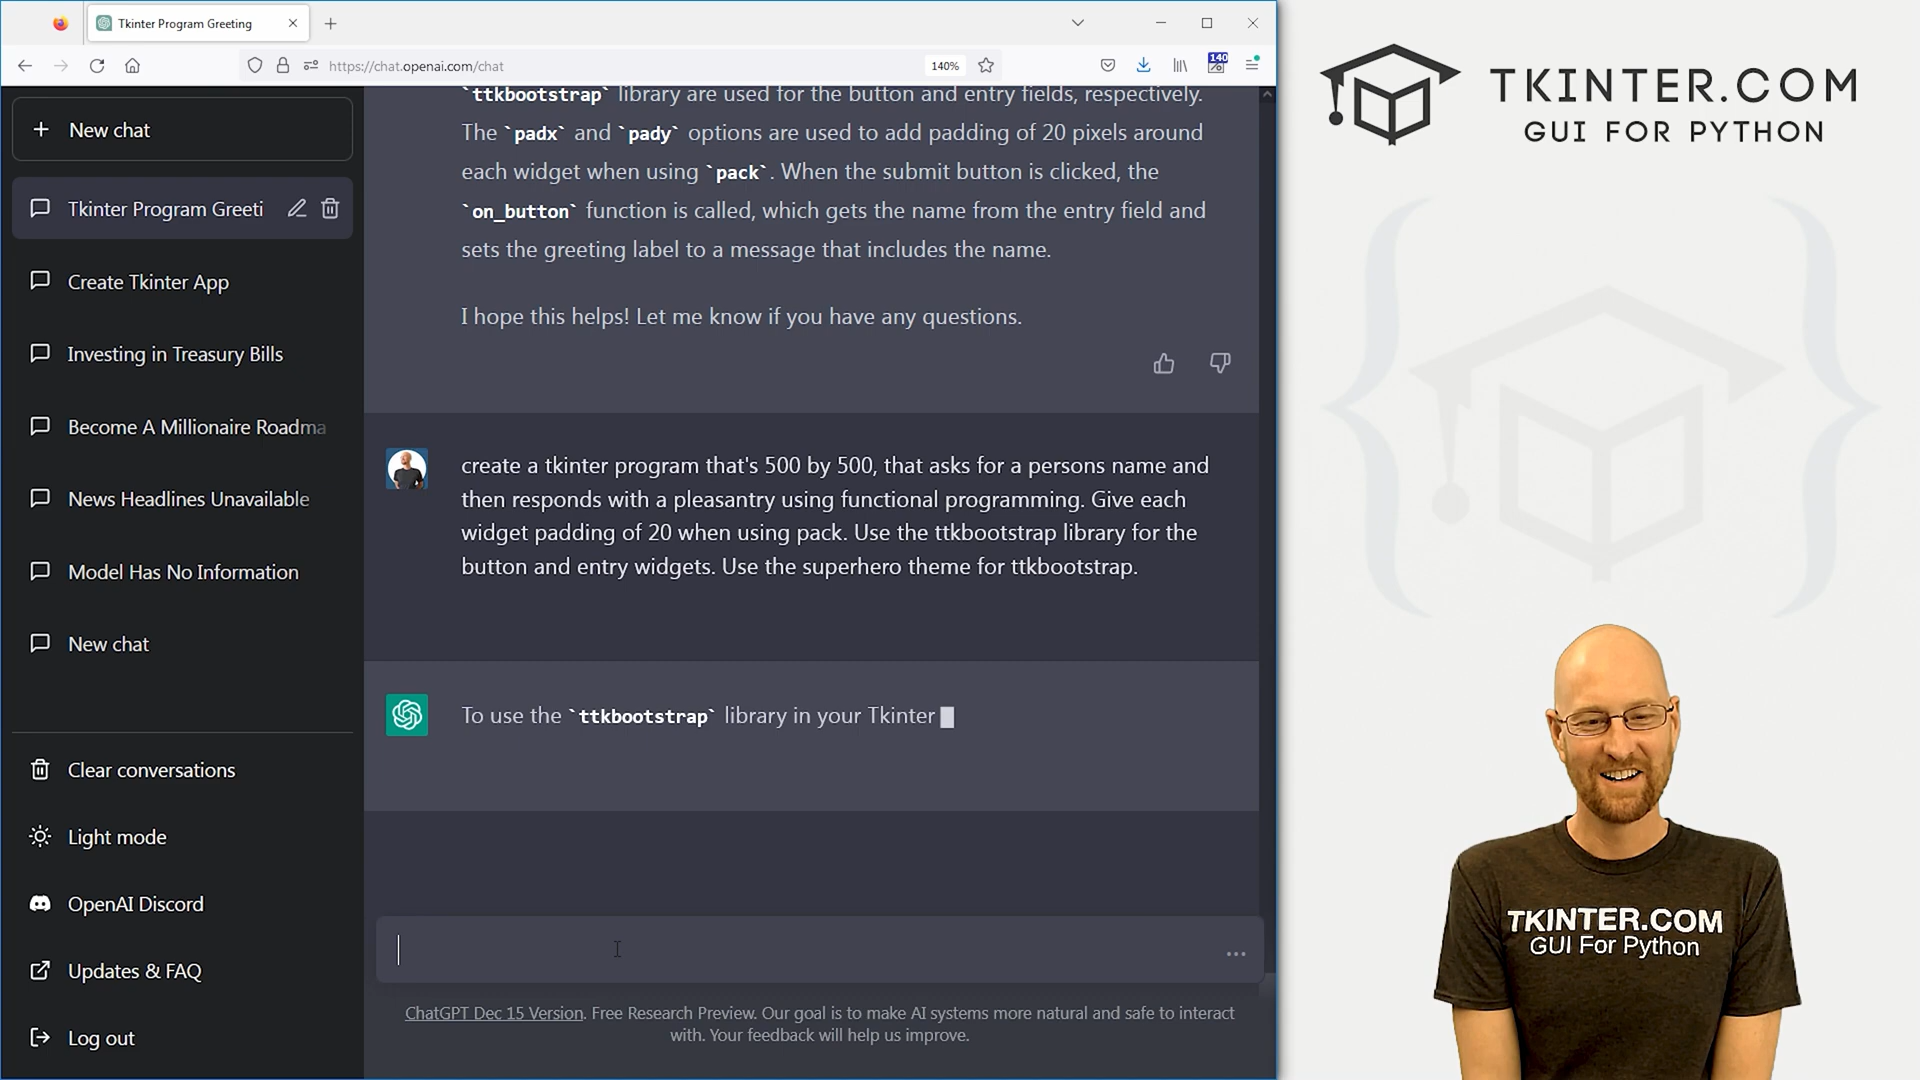 Tkinter Program Greeting
https://chat.openai.com/chat
140%
140
New chat
Tkinter Program Greeti
Create Tkinter App
Investing in Treasury Bills
Become A Millionaire Roadma
News Headlines Unavailable
Model Has No Information
New chat
Clear conversations
Light mode
OpenAI Discord
Updates & FAQ
Log out
`ttkbootstrap` library are used for the button and entry fields, respectively.
The `padx` and `pady` options are used to add padding of 20 pixels around
each widget when using `pack`. When the submit button is clicked, the
`on_button` function is called, which gets the name from the entry field and
sets the greeting label to a message that includes the name.
I hope this helps! Let me know if you have any questions.
create a tkinter program that's 500 by 500, that asks for a persons name and
then responds with a pleasantry using functional programming. Give each
widget padding of 20 when using pack. Use the ttkbootstrap library for the
button and entry widgets. Use the superhero theme for ttkbootstrap.
To use the `ttkbootstrap` library in your Tkinter
ChatGPT Dec 15 Version. Free Research Preview. Our goal is to make AI systems more natural and safe to interact
with. Your feedback will help us improve.
TKINTER.COM
GUI FOR PYTHON
TKINTER.COM
GUI For Python